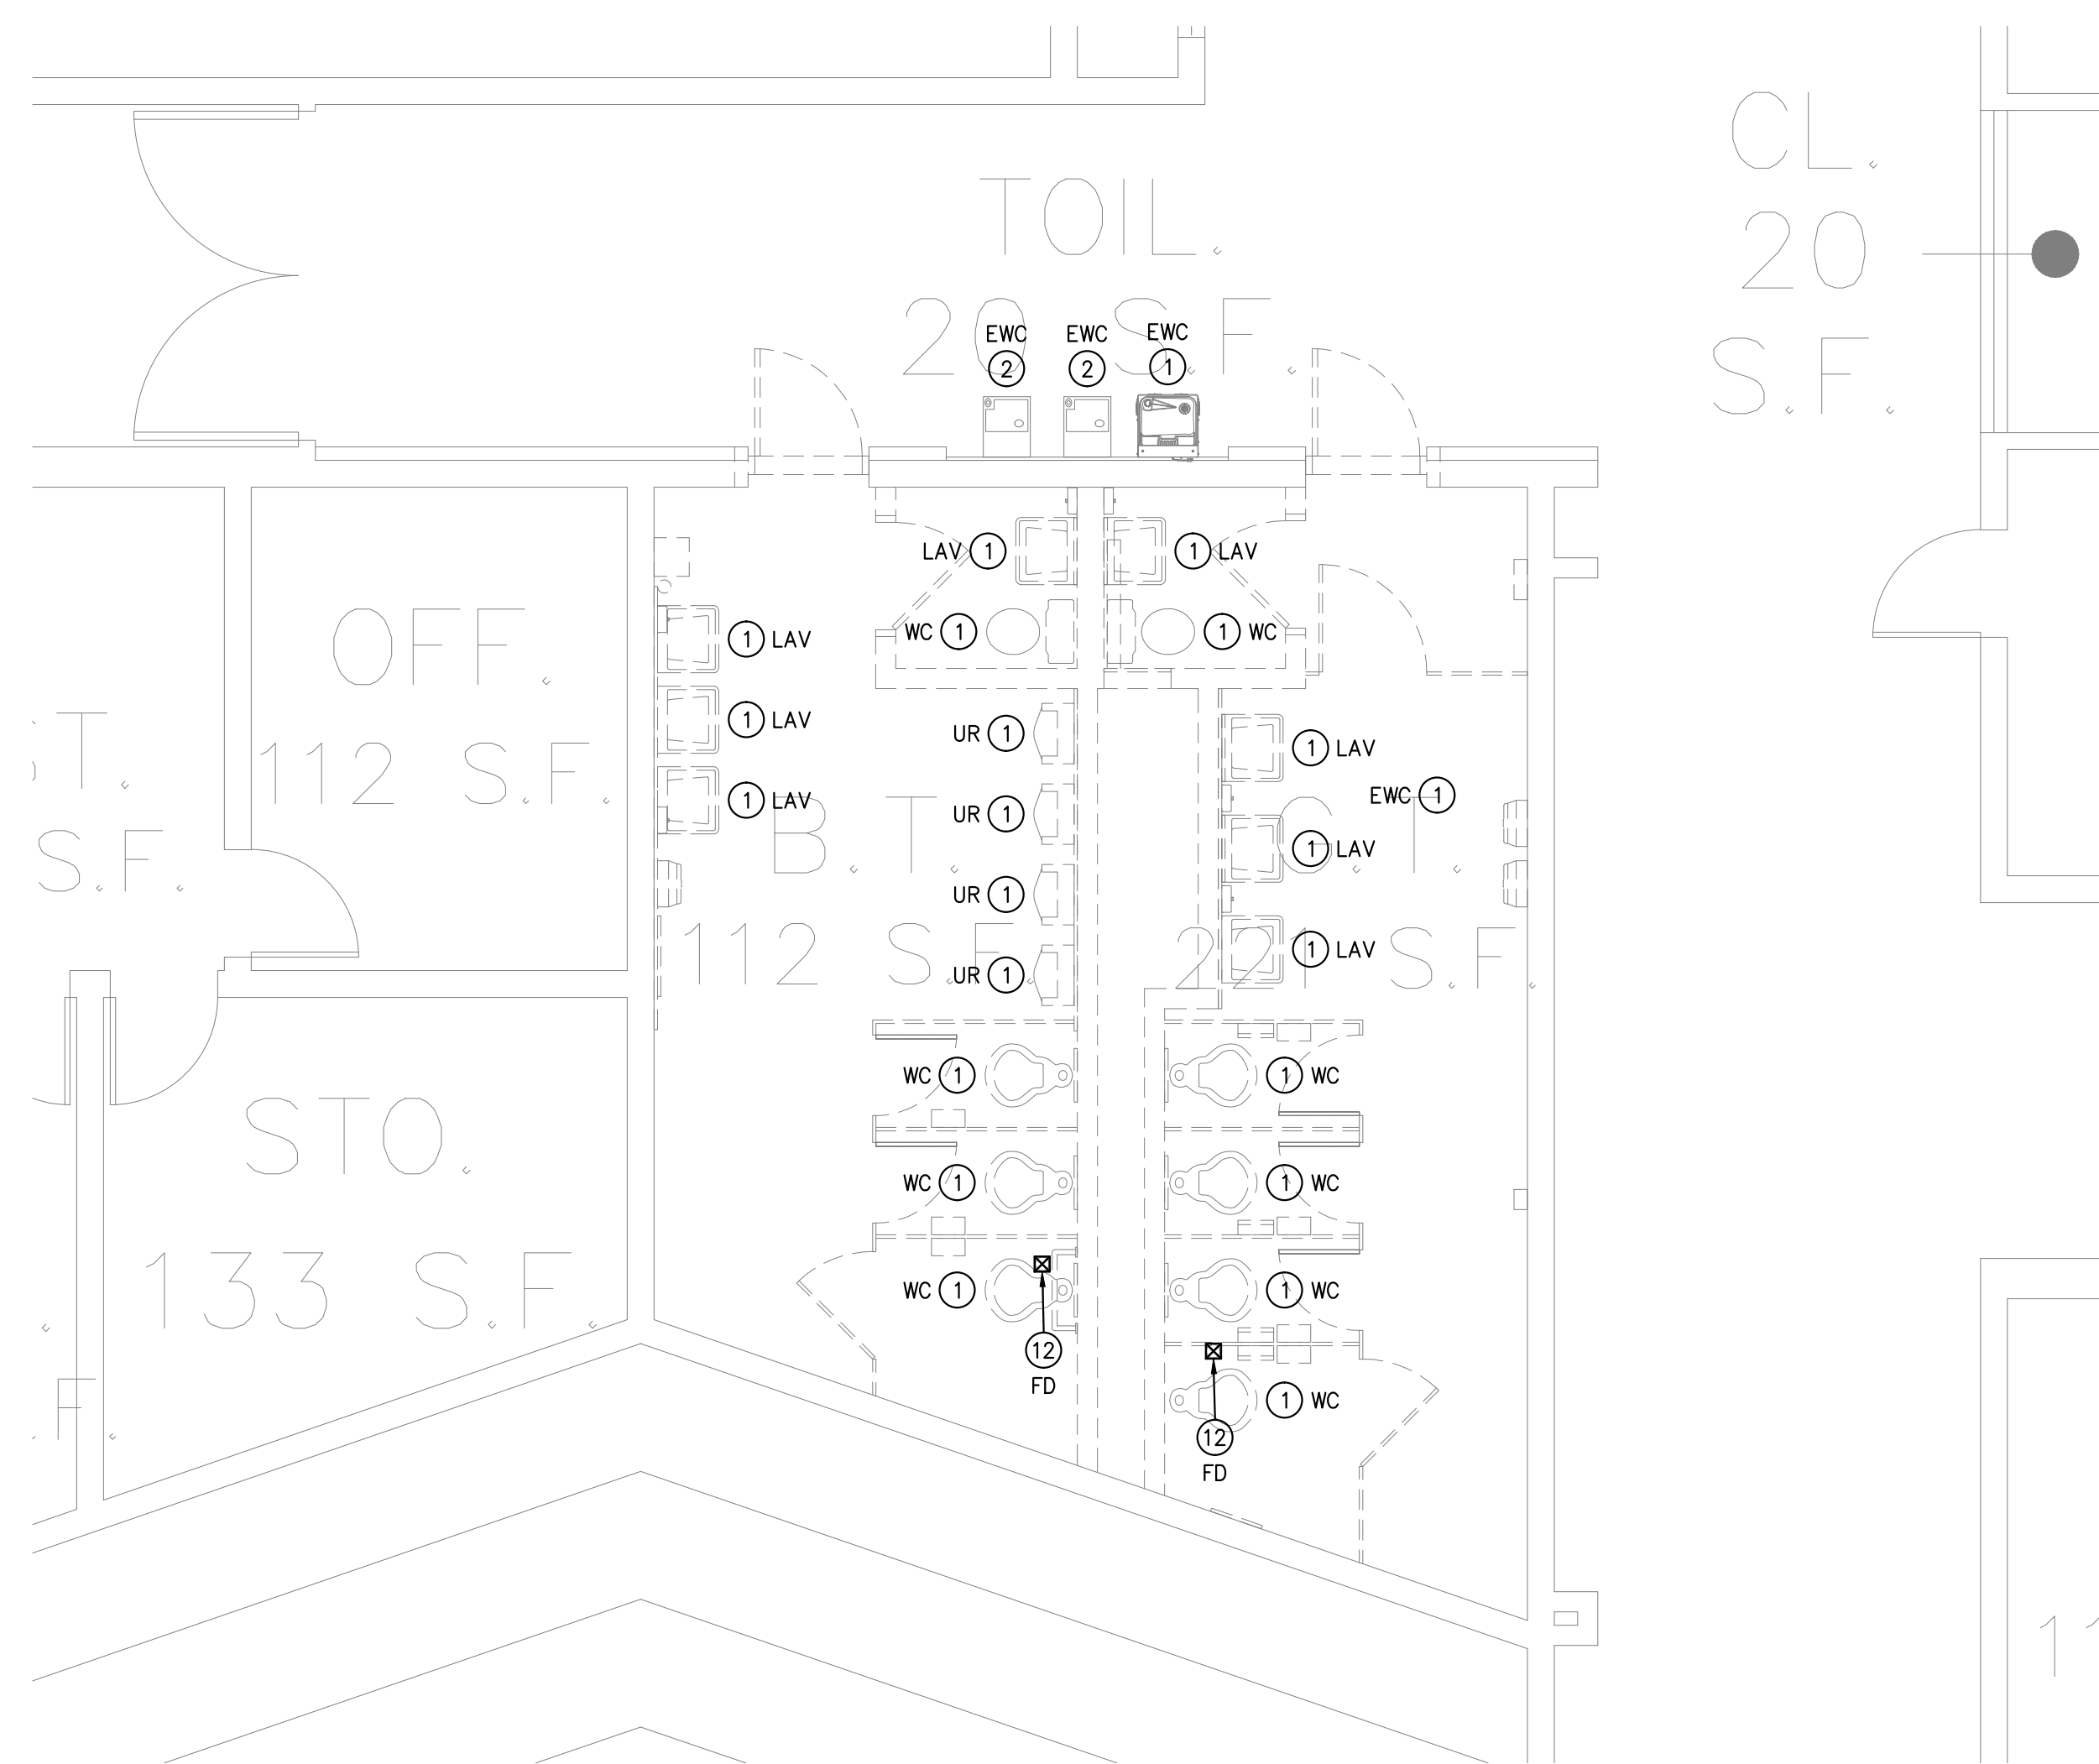 CL.
20
S.F.
TOIL.
20 S.F.
EWC
2
EWC
2
EWC
1
LAV 1
1 LAV
WC 1
1 WC
OFF.
112 S.F.
1 LAV
1 LAV
1 LAV
UR 1
UR 1
UR 1
UR 1
1 LAV
1 LAV
1 LAV
EWC 1
B.T.
112 S.F.
G.T.
221 S.F.
ST.
S.F.
STO.
133 S.F.
WC 1
1 WC
WC 1
1 WC
WC 1
1 WC
1 WC
12
FD
12
FD
F.
11